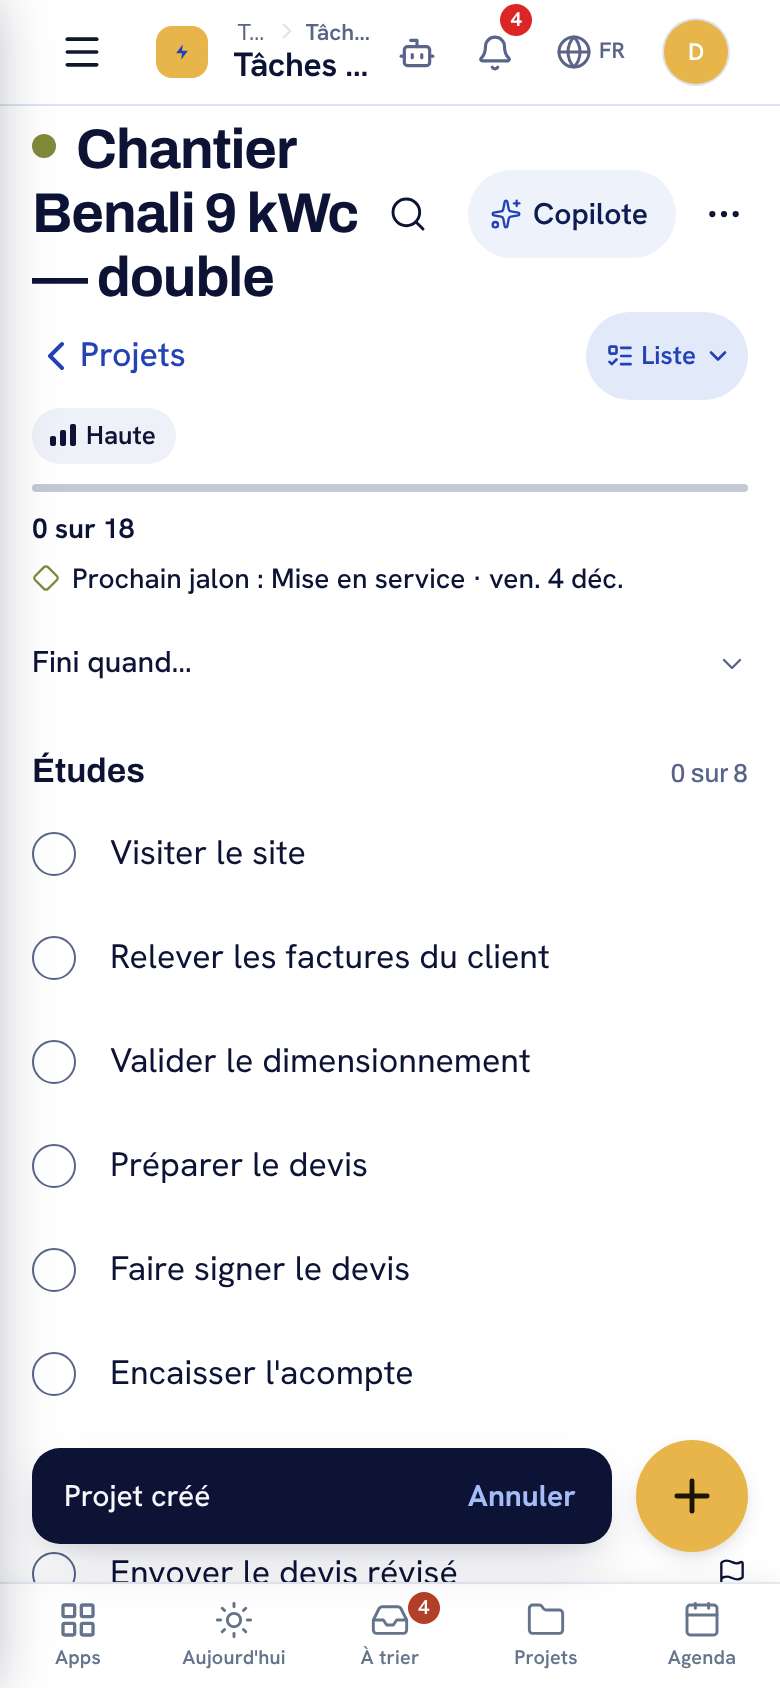 T... > Tâch...
Tâches ...
4
FR
D
Chantier
Benali 9 kWc
— double
Copilote
Projets
Liste
Haute
0 sur 18
Prochain jalon : Mise en service · ven. 4 déc.
Fini quand...
Études
0 sur 8
Visiter le site
Relever les factures du client
Valider le dimensionnement
Préparer le devis
Faire signer le devis
Encaisser l'acompte
Projet créé
Annuler
Envoyer le devis révisé
4
Apps
Aujourd'hui
À trier
Projets
Agenda